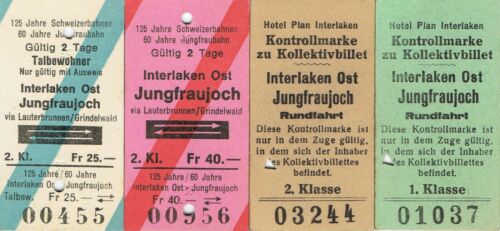 125 Jahre Schweizerbahnen
60 Jahre Jungfraubahn
Gültig 2 Tage
Talbewohner
Nur gültig mit Ausweis
Interlaken Ost
Jungfraujoch
via Lauterbrunnen/Grindelwald
2. Kl. Fr 25.—
125 Jahre / 60 Jahre
Interlaken Ost - Jungfraujoch
Talbew. Fr 25.—
00455
125 Jahre Schweizerbahnen
60 Jahre Jungfraubahn
Gültig 2 Tage
Interlaken Ost
Jungfraujoch
via Lauterbrunnen/Grindelwald
2. Kl. Fr 40.—
125 Jahre / 60 Jahre
Interlaken Ost - Jungfraujoch
Fr 40.—
00956
Hotel Plan Interlaken
Kontrollmarke
zu Kollektivbillet
Interlaken Ost
Jungfraujoch
Rundfahrt
Diese Kontrollmarke ist
nur in dem Zuge gültig,
in dem sich der Inhaber
des Kollektivbillettes
befindet.
2. Klasse
03244
Hotel Plan Interlaken
Kontrollmarke
zu Kollektivbillet
Interlaken Ost
Jungfraujoch
Rundfahrt
Diese Kontrollmarke ist
nur in dem Zuge gültig,
in dem sich der Inhaber
des Kollektivbillettes
befindet.
1. Klasse
01037